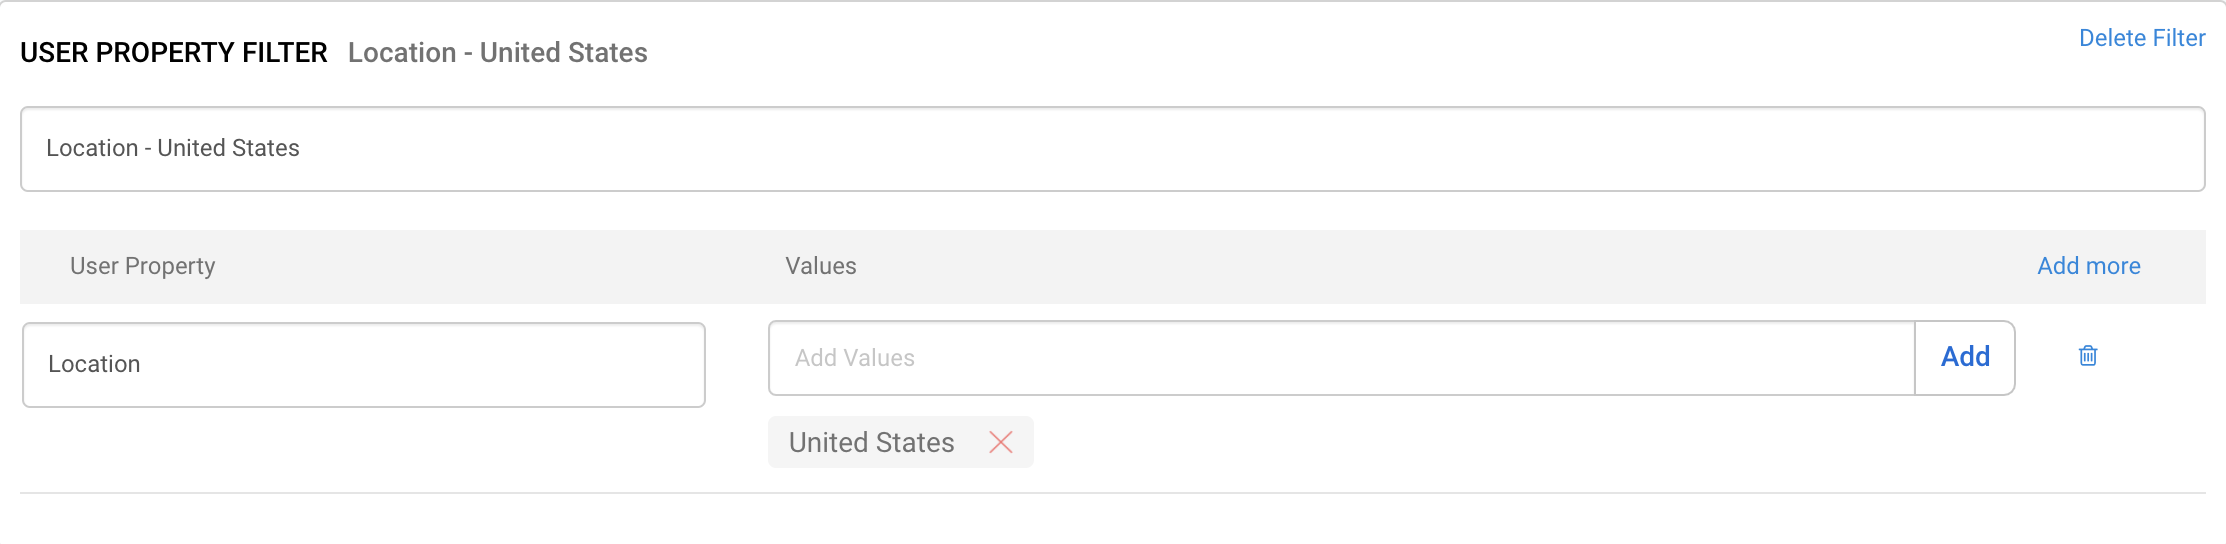 USER PROPERTY FILTER Location - United States
Delete Filter
Location - United States
User Property Values Add more
Location
Add Values Add
United States